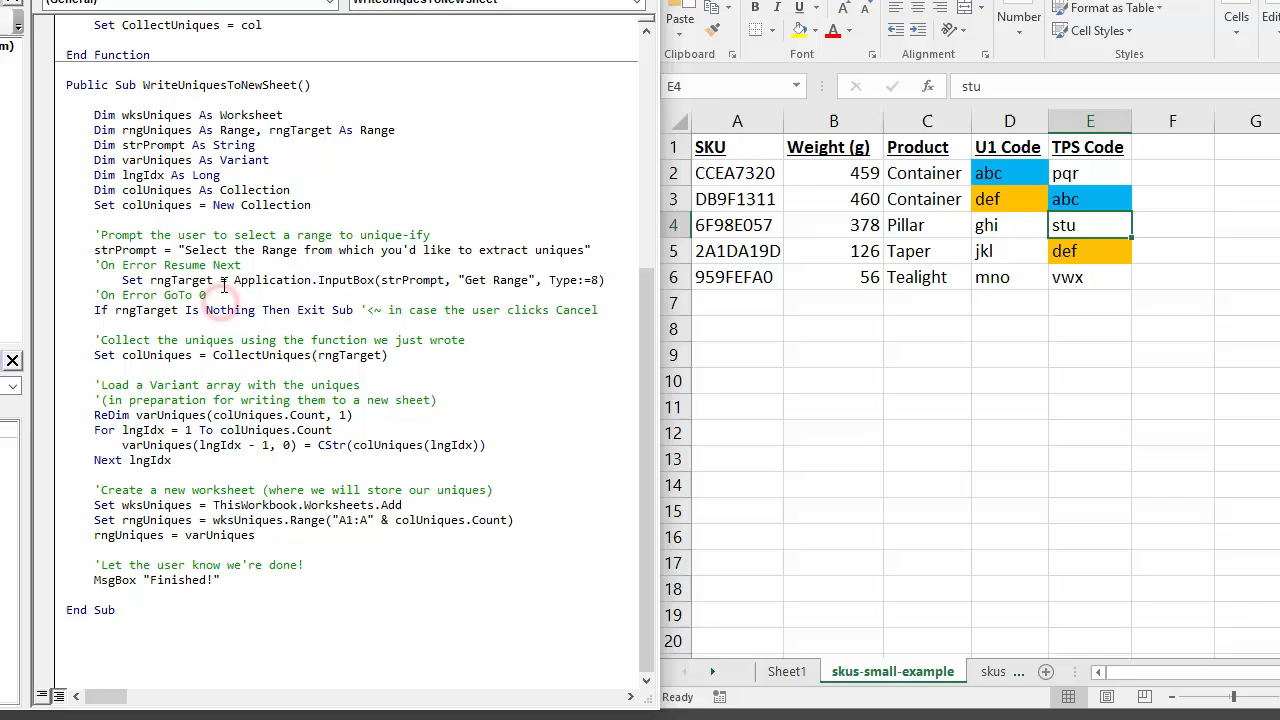 (General)
WriteUniquesToNewSheet
m)
Set CollectUniques = col
End Function
Public Sub WriteUniquesToNewSheet()
Dim wksUniques As Worksheet
Dim rngUniques As Range, rngTarget As Range
Dim strPrompt As String
Dim varUniques As Variant
Dim lngIdx As Long
Dim colUniques As Collection
Set colUniques = New Collection
'Prompt the user to select a range to unique-ify
strPrompt = "Select the Range from which you'd like to extract uniques"
'On Error Resume Next
Set rngTarget = Application.InputBox(strPrompt, "Get Range", Type:=8)
'On Error GoTo 0
If rngTarget Is Nothing Then Exit Sub '<~ in case the user clicks Cancel
'Collect the uniques using the function we just wrote
Set colUniques = CollectUniques(rngTarget)
'Load a Variant array with the uniques
'(in preparation for writing them to a new sheet)
ReDim varUniques(colUniques.Count, 1)
For lngIdx = 1 To colUniques.Count
varUniques(lngIdx - 1, 0) = CStr(colUniques(lngIdx))
Next lngIdx
'Create a new worksheet (where we will store our uniques)
Set wksUniques = ThisWorkbook.Worksheets.Add
Set rngUniques = wksUniques.Range("A1:A" & colUniques.Count)
rngUniques = varUniques
'Let the user know we're done!
MsgBox "Finished!"
End Sub
Paste B I U A A Number Format as Table Cells Ed
Cell Styles
Clipboard Font Alignment Styles
E4 fx stu
A B C D E F G
1 SKU Weight (g) Product U1 Code TPS Code
2 CCEA7320 459 Container abc pqr
3 DB9F1311 460 Container def abc
4 6F98E057 378 Pillar ghi stu
5 2A1DA19D 126 Taper jkl def
6 959FEFA0 56 Tealight mno vwx
7
8
9
10
11
12
13
14
15
16
17
18
19
20
Sheet1 skus-small-example skus ...
Ready